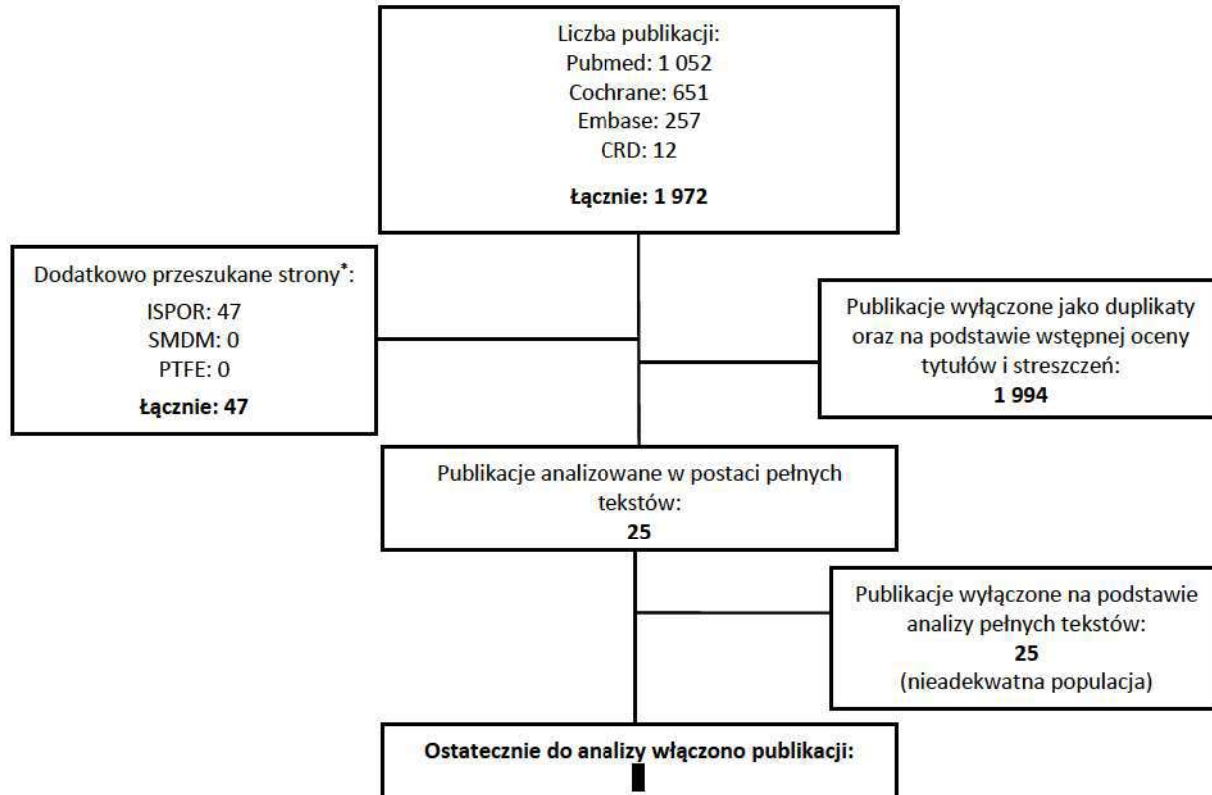 Liczba publikacji:
Pubmed: 1 052
Cochrane: 651
Embase: 257
CRD: 12
Łącznie: 1 972
Dodatkowo przeszukane strony*:
ISPOR: 47
SMDM: 0
PTFE: 0
Łącznie: 47
Publikacje wyłączone jako duplikaty
oraz na podstawie wstępnej oceny
tytułów i streszczeń:
1 994
Publikacje analizowane w postaci pełnych
tekstów:
25
Publikacje wyłączone na podstawie
analizy pełnych tekstów:
25
(nieadekwatna populacja)
Ostatecznie do analizy włączono publikacji: